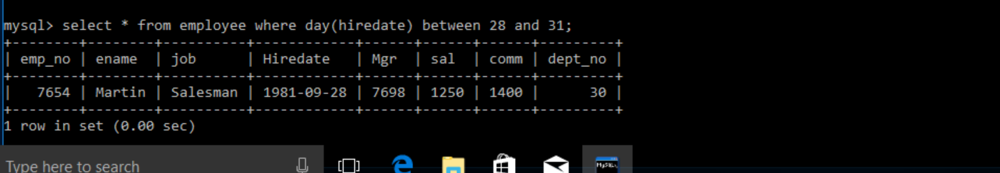 mysql> select * from employee where day(hiredate) between 28 and 31;
+--------+--------+----------+------------+------+------+------+---------+
| emp_no | ename  | job      | Hiredate   | Mgr  | sal  | comm | dept_no |
+--------+--------+----------+------------+------+------+------+---------+
|   7654 | Martin | Salesman | 1981-09-28 | 7698 | 1250 | 1400 |      30 |
+--------+--------+----------+------------+------+------+------+---------+
1 row in set (0.00 sec)
Type here to search
MySQL